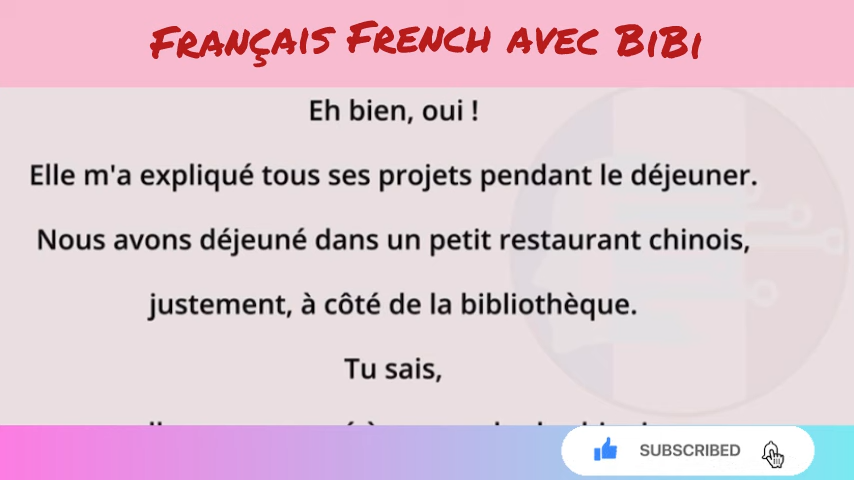 Français French avec BiBi
Eh bien, oui !
Elle m'a expliqué tous ses projets pendant le déjeuner.
Nous avons déjeuné dans un petit restaurant chinois,
justement, à côté de la bibliothèque.
Tu sais,
SUBSCRIBED